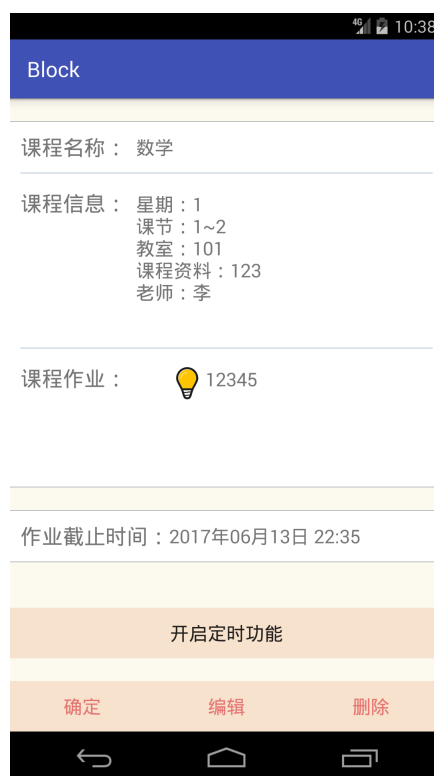 4G 10:38
Block
课程名称： 数学
课程信息： 星期：1
课节：1~2
教室：101
课程资料：123
老师：李
课程作业： 12345
作业截止时间：2017年06月13日 22:35
开启定时功能
确定 编辑 删除